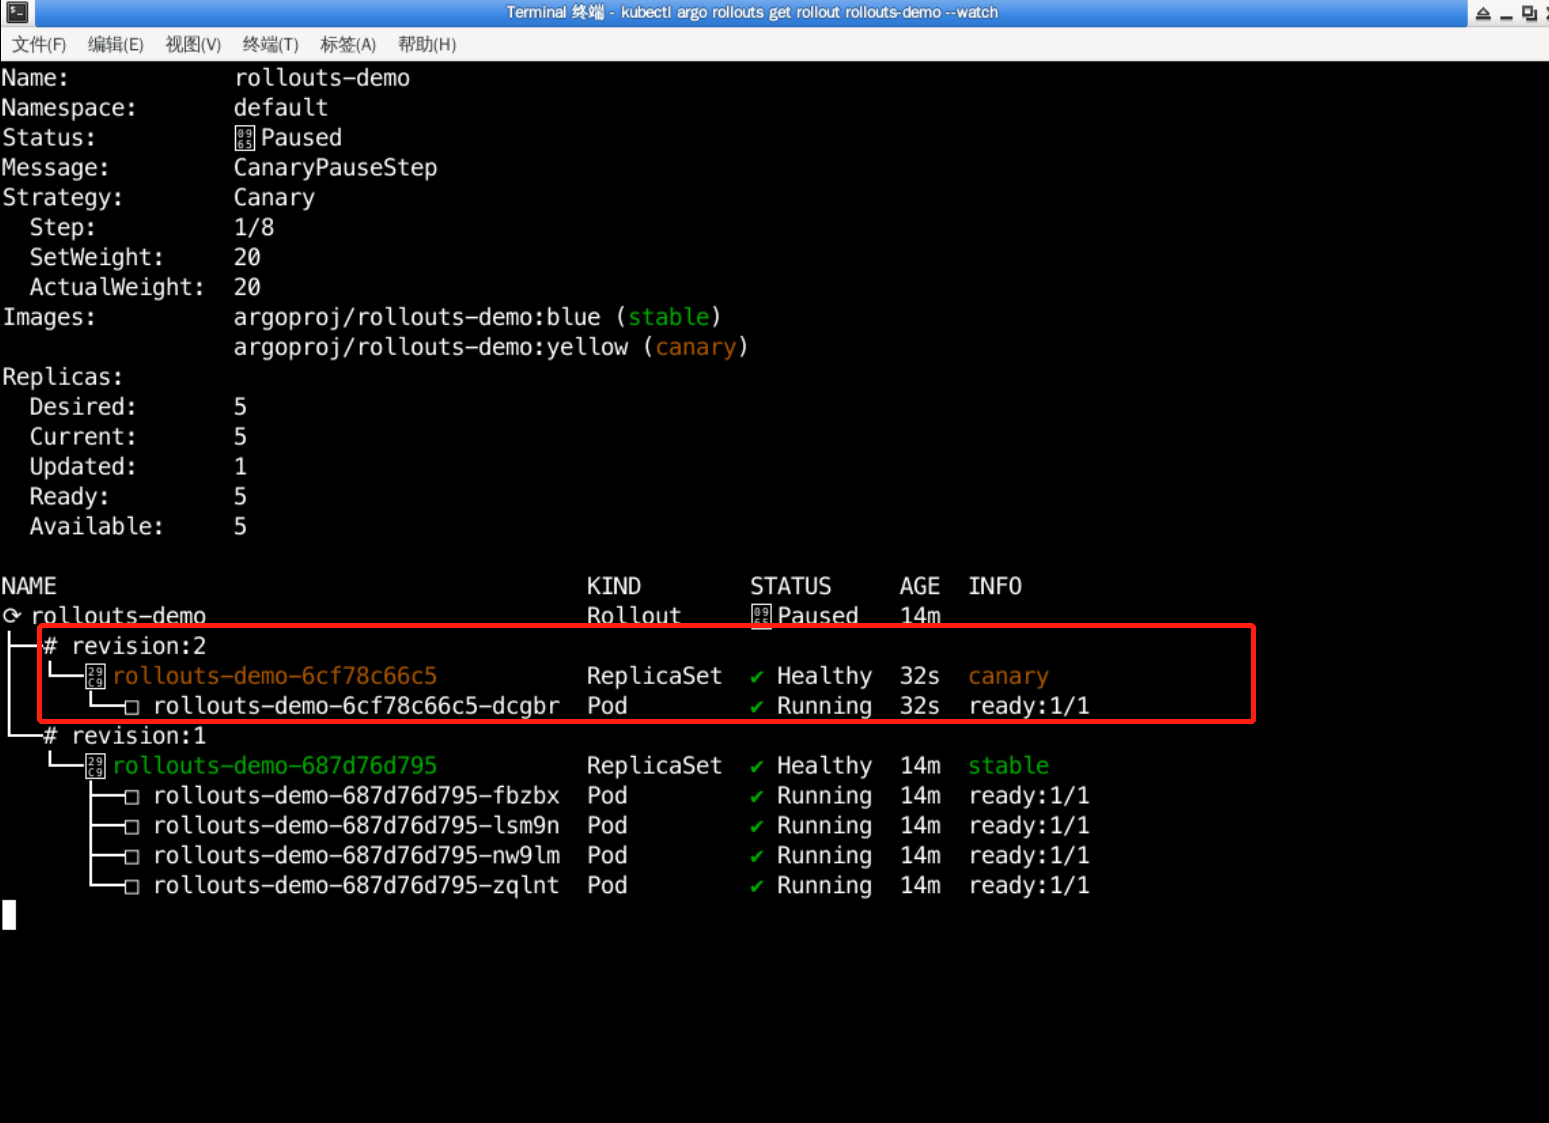 Terminal 终端 - kubectl argo rollouts get rollout rollouts-demo --watch
文件(F) 编辑(E) 视图(V) 终端(T) 标签(A) 帮助(H)
Name: rollouts-demo
Namespace: default
Status: Paused
Message: CanaryPauseStep
Strategy: Canary
Step: 1/8
SetWeight: 20
ActualWeight: 20
Images: argoproj/rollouts-demo:blue (stable)
argoproj/rollouts-demo:yellow (canary)
Replicas:
Desired: 5
Current: 5
Updated: 1
Ready: 5
Available: 5
NAME KIND STATUS AGE INFO
⟳ rollouts-demo Rollout Paused 14m
# revision:2
rollouts-demo-6cf78c66c5 ReplicaSet ✔ Healthy 32s canary
□ rollouts-demo-6cf78c66c5-dcgbr Pod ✔ Running 32s ready:1/1
# revision:1
rollouts-demo-687d76d795 ReplicaSet ✔ Healthy 14m stable
□ rollouts-demo-687d76d795-fbzbx Pod ✔ Running 14m ready:1/1
□ rollouts-demo-687d76d795-lsm9n Pod ✔ Running 14m ready:1/1
□ rollouts-demo-687d76d795-nw9lm Pod ✔ Running 14m ready:1/1
□ rollouts-demo-687d76d795-zqlnt Pod ✔ Running 14m ready:1/1